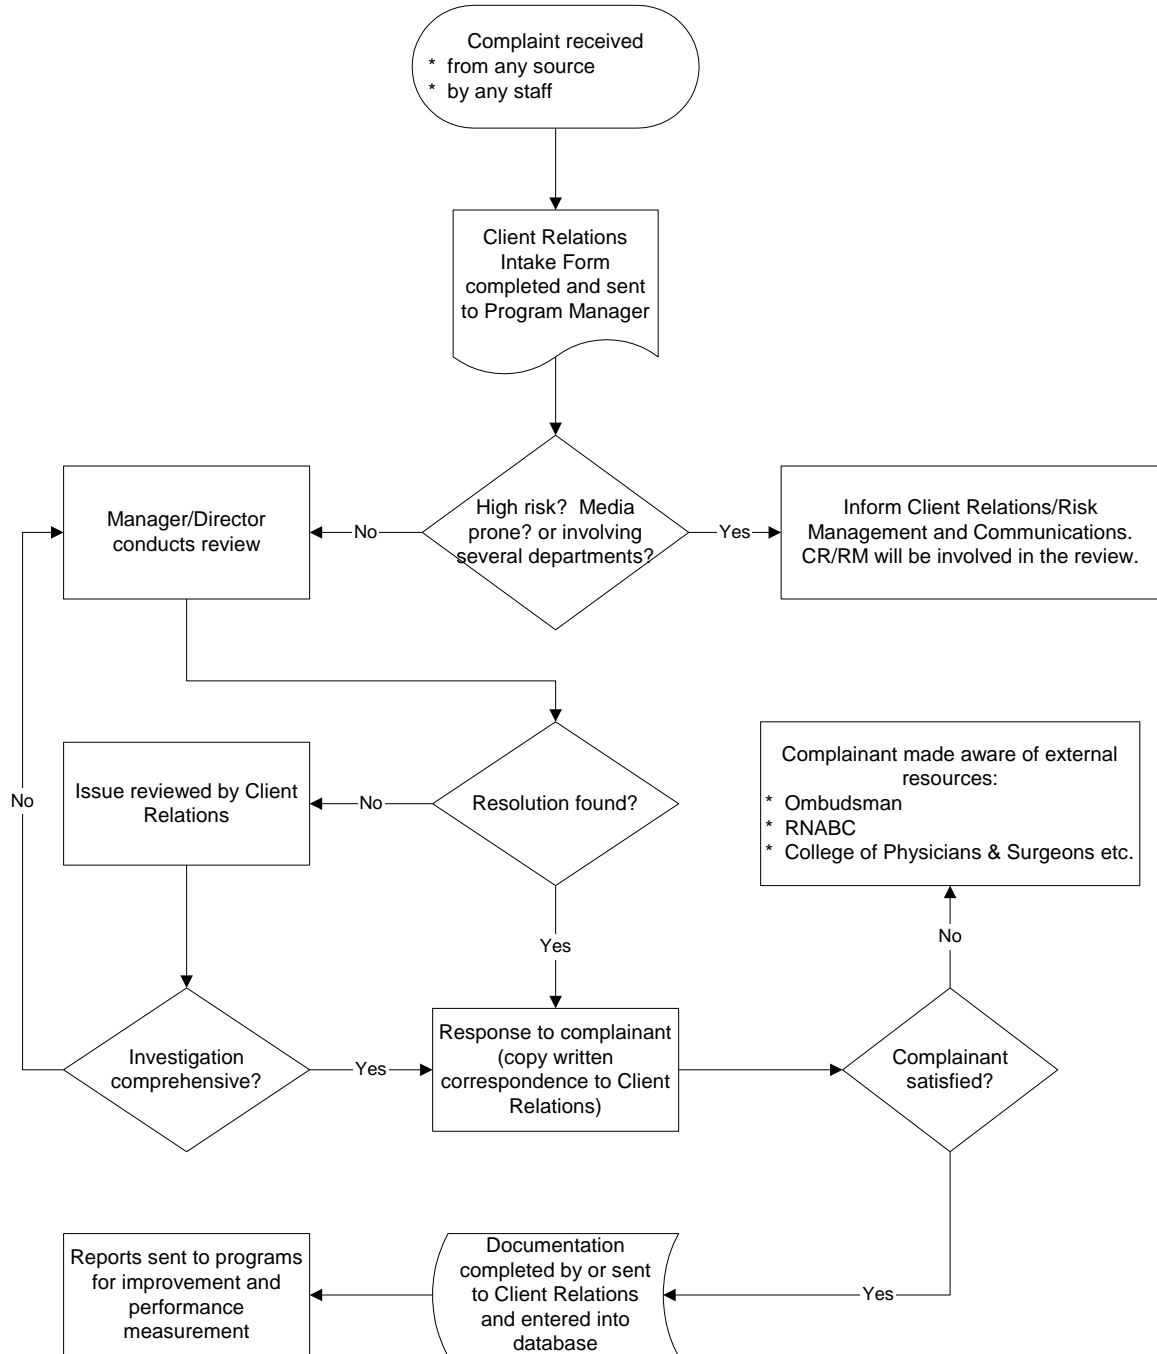 Complaint received
* from any source
* by any staff
Client Relations
Intake Form
completed and sent
to Program Manager
Manager/Director
conducts review
No
High risk? Media
prone? or involving
several departments?
Yes
Inform Client Relations/Risk
Management and Communications.
CR/RM will be involved in the review.
No
Issue reviewed by Client
Relations
No
Resolution found?
Complainant made aware of external
resources:
* Ombudsman
* RNABC
* College of Physicians & Surgeons etc.
Yes
No
Investigation
comprehensive?
Yes
Response to complainant
(copy written
correspondence to Client
Relations)
Complainant
satisfied?
Reports sent to programs
for improvement and
performance
measurement
Documentation
completed by or sent
to Client Relations
and entered into
database
Yes